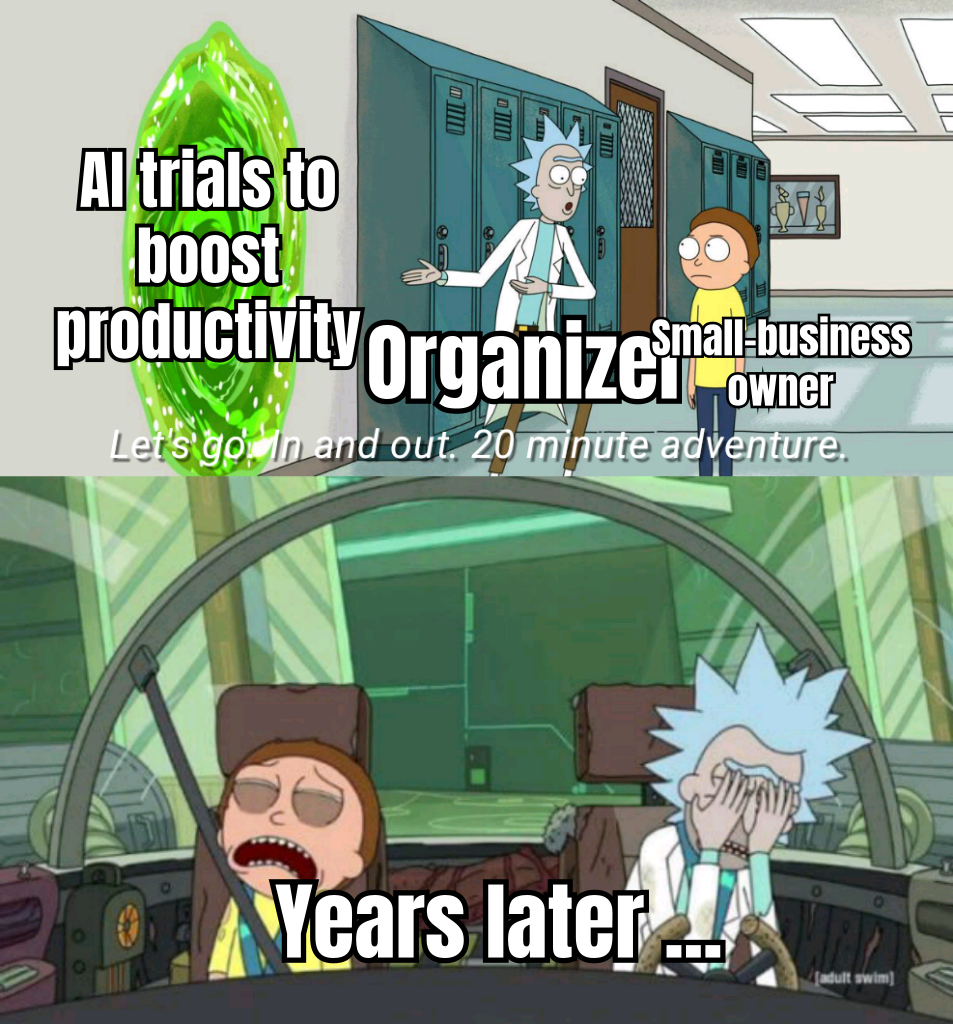 AI trials to
boost
productivity
Organizer
Small-business
owner
Let's go. In and out. 20 minute adventure.
Years later ...
[adult swim]